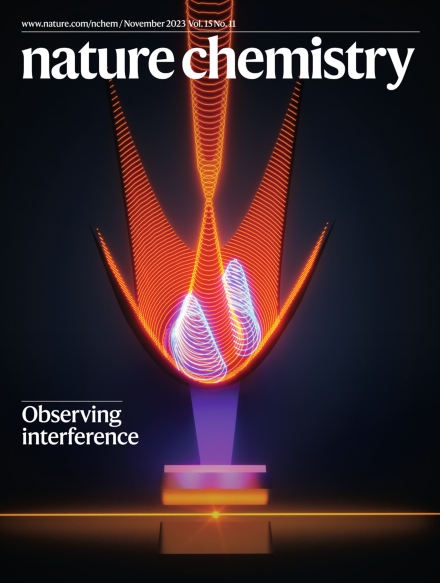 www.nature.com/nchem / November 2023 Vol. 15 No. 11
nature chemistry
Observing
interference